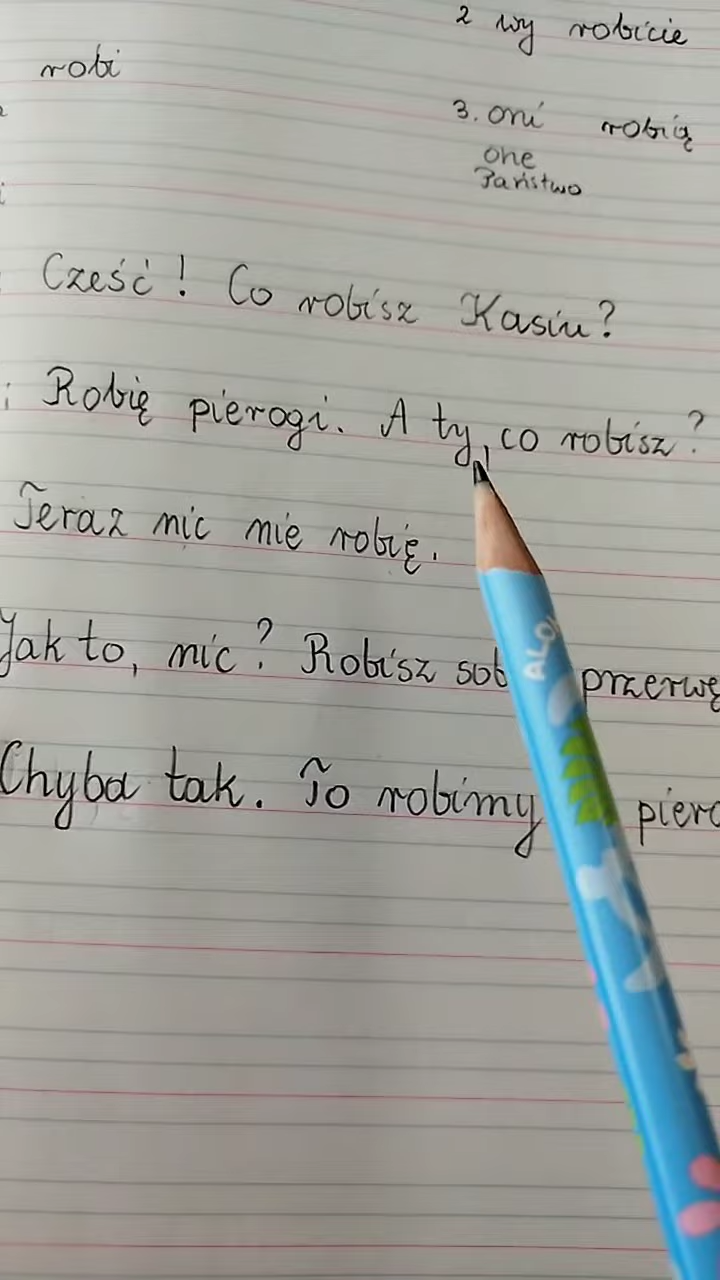 2 wy robicie
robi
3. oni robią
one
Państwo
Cześć! Co robisz Kasiu?
Robię pierogi. A ty, co robisz?
Teraz nic nie robię.
Jak to, nic? Robisz przerwę
Chyba tak. To robimy